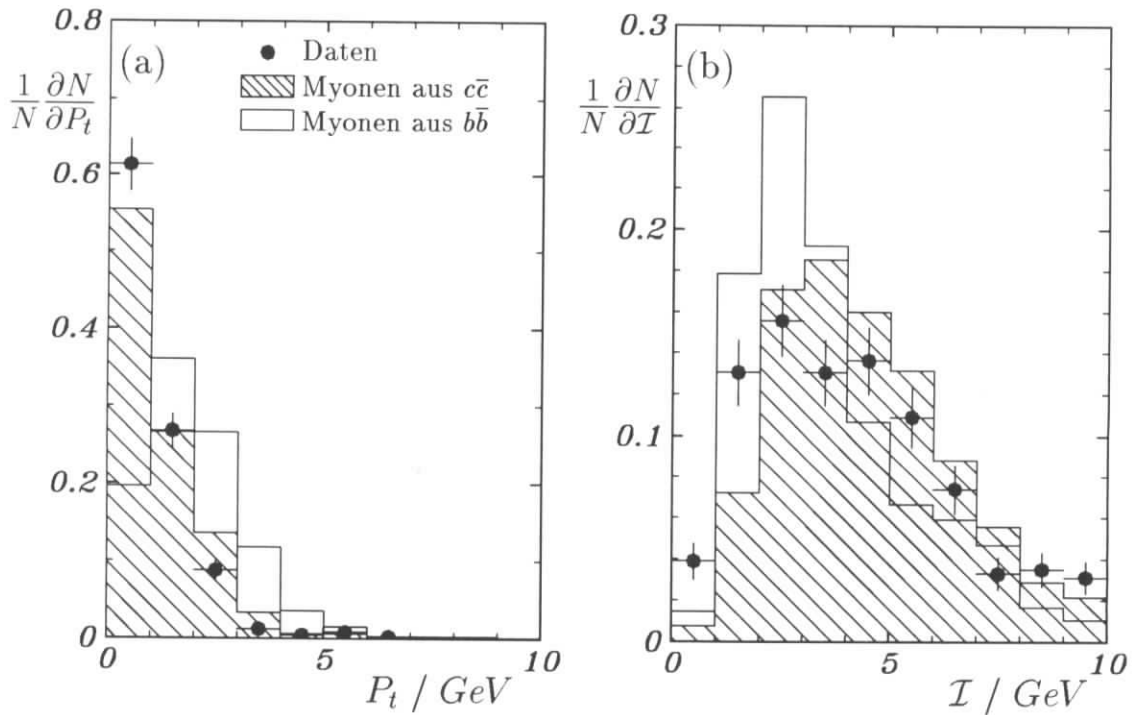 (a)
1/N ∂N/∂P_t
● Daten
Myonen aus cc̄
Myonen aus bb̄
0.8
0.6
0.4
0.2
0
0 5 10
P_t / GeV
(b)
1/N ∂N/∂ℐ
0.3
0.2
0.1
0
0 5 10
ℐ / GeV